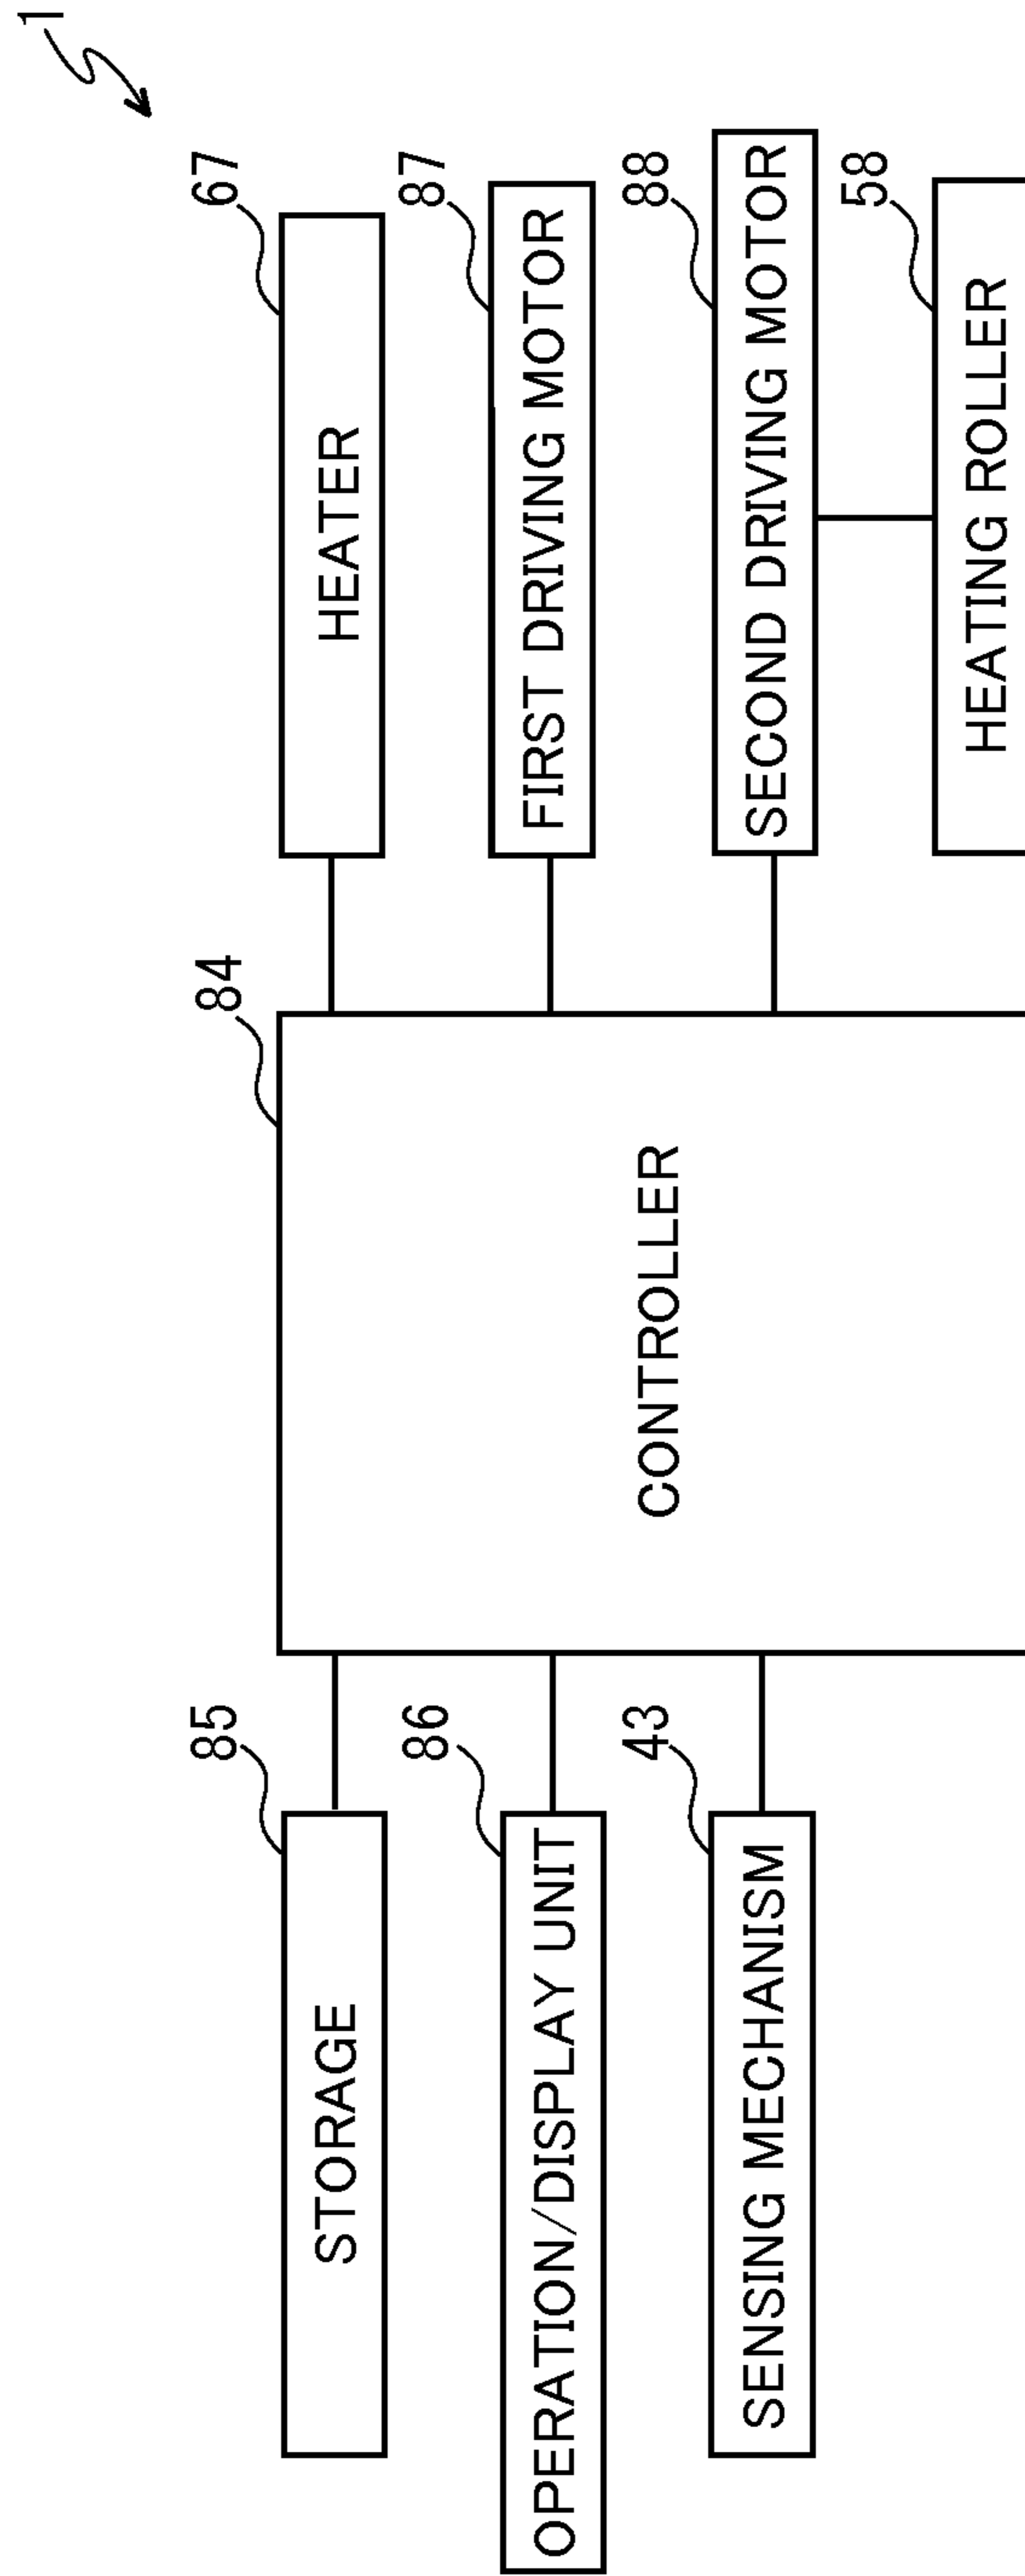 1
85
STORAGE
86
OPERATION/DISPLAY UNIT
43
SENSING MECHANISM
84
CONTROLLER
67
HEATER
87
FIRST DRIVING MOTOR
88
SECOND DRIVING MOTOR
58
HEATING ROLLER